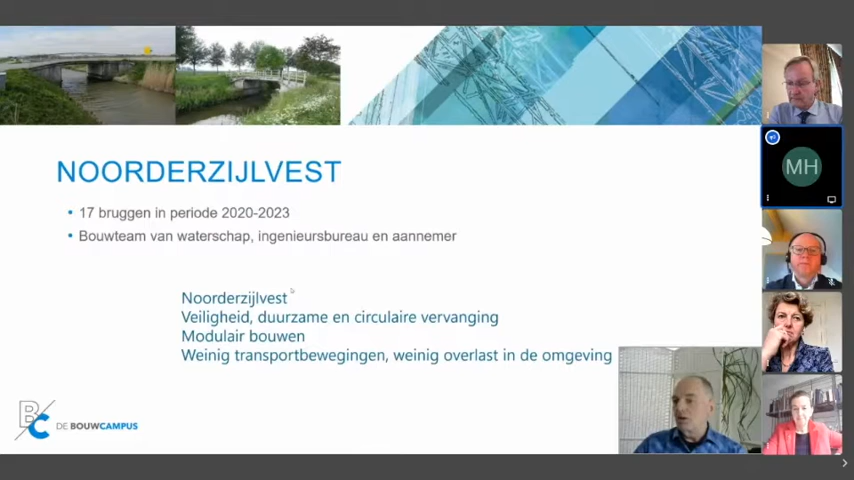 NOORDERZIJLVEST
• 17 bruggen in periode 2020-2023
• Bouwteam van waterschap, ingenieursbureau en aannemer
Noorderzijlvest
Veiligheid, duurzame en circulaire vervanging
Modulair bouwen
Weinig transportbewegingen, weinig overlast in de omgeving
BC DE BOUWCAMPUS
MH